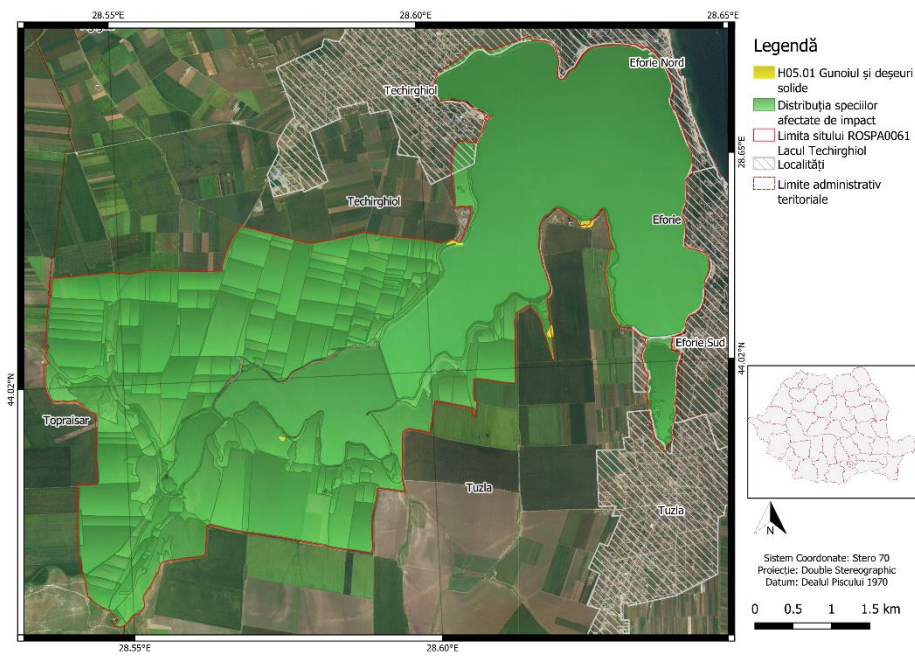 28.55°E
28.60°E
28.65°E
Eforie Nord
Techirghiol
28.65°E
Techirghiol
Eforie
Eforie Sud
44.02°N
44.02°N
Topraisar
Tuzla
Tuzla
28.55°E
28.60°E
Legendă
H05.01 Gunoiul și deșeuri
solide
Distribuția speciilor
afectate de impact
Limita sitului ROSPA0061
Lacul Techirghiol
Localități
Limite administrativ
teritoriale
N
Sistem Coordonate: Stero 70
Proiecție: Double Stereographic
Datum: Dealul Piscului 1970
0 0.5 1 1.5 km